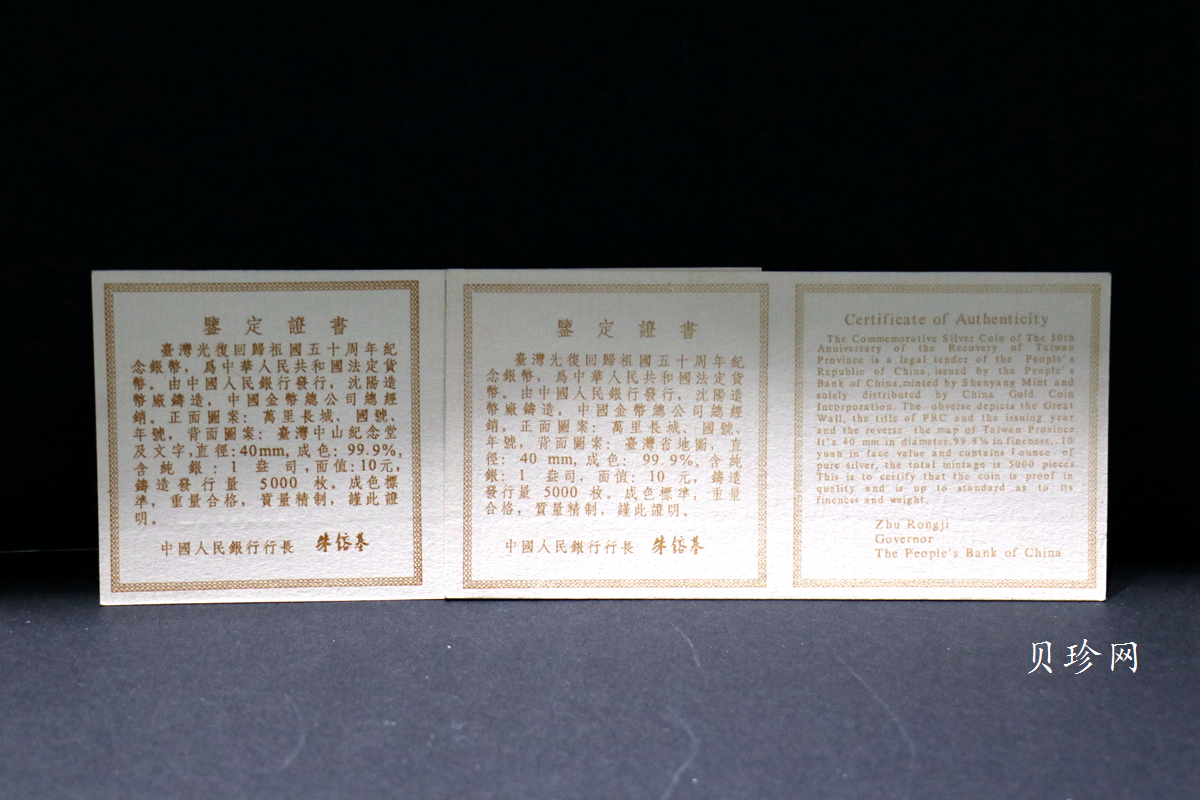 鑒定證書
臺灣光復回歸祖國五十周年紀
念銀幣，爲中華人民共和國法定貨
幣。由中國人民銀行發行，沈陽造
幣廠鑄造，中國金幣總公司總經
銷。正面圖案：萬里長城、國號、
年號，背面圖案：臺灣中山紀念堂
及文字，直徑：40mm，成色：99.9%，
含純銀：1 盎司，面值：10元，
鑄造發行量 5000 枚。成色標
準，重量合格，質量精制，謹此證
明。
中國人民銀行行長 朱鎔基
鑒定證書
臺灣光復回歸祖國五十周年紀
念銀幣，爲中華人民共和國法定貨
幣。由中國人民銀行發行，沈陽造
幣廠鑄造，中國金幣總公司總經
銷。正面圖案：萬里長城、國號、
年號，背面圖案：臺灣省地圖，直
徑：40 mm，成色：99.9%，含純
銀：1 盎司，面值：10 元，鑄造
發行量 5000 枚。成色標準，重量
合格，質量精制，謹此證明。
中國人民銀行行長 朱鎔基
Certificate of Authenticity
The Commemorative Silver Coin of The 50th
Anniversary of the Recovery of Taiwan
Province is a legal tender of the People's
Republic of China, issued by the People's
Bank of China,minted by Shenyang Mint and
solely distributed by China Gold Coin
Incorporation. The obverse depicts the Great
Wall, the title of PRC and the issuing year
and the reverse the map of Taiwan Province.
It's 40 mm in diameter,99.9% in fineness, 10
yuan in face value and contains 1 ounce of
pure silver, the total mintage is 5000 pieces.
This is to certify that the coin is proof in
quality and is up to standard as to its
fineness and weight.
Zhu Rongji
Governor
The People's Bank of China
贝珍网